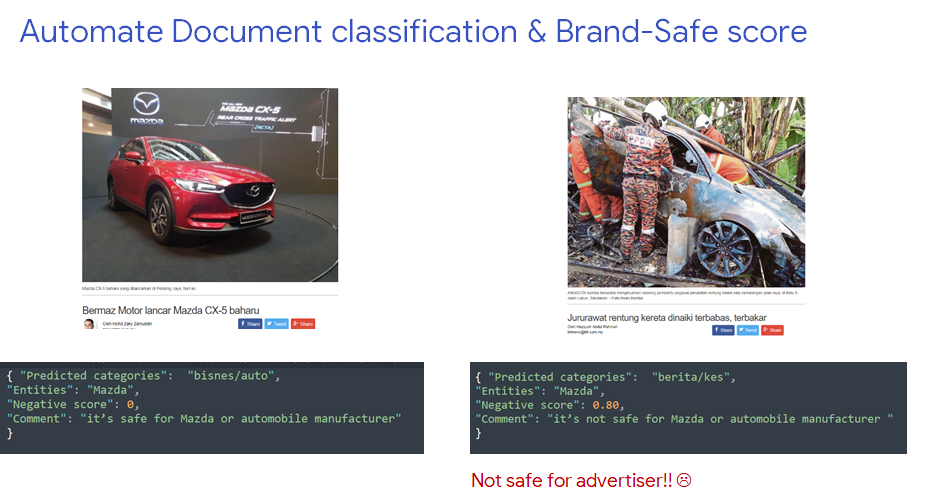 Automate Document classification & Brand-Safe score
mazda
THE ALL-NEW
mazda CX-5
REAR CROSS TRAFFIC ALERT
(RCTA)
Mazda CX-5 baharu yang dilancarkan di Petaling Jaya, hari ini
Bermaz Motor lancar Mazda CX-5 baharu
Oleh Mohd Zaky Zainuddin
Share Tweet Share
{ "Predicted categories": "bisnes/auto",
"Entities": "Mazda",
"Negative score": 0,
"Comment": "it’s safe for Mazda or automobile manufacturer"
}
Jururawat rentung kereta dinaiki terbabas, terbakar
Oleh Hazsyah Abdul Rahman
Share Tweet Share
{ "Predicted categories": "berita/kes",
"Entities": "Mazda",
"Negative score": 0.80,
"Comment": "it’s not safe for Mazda or automobile manufacturer "
}
Not safe for advertiser!! ☹